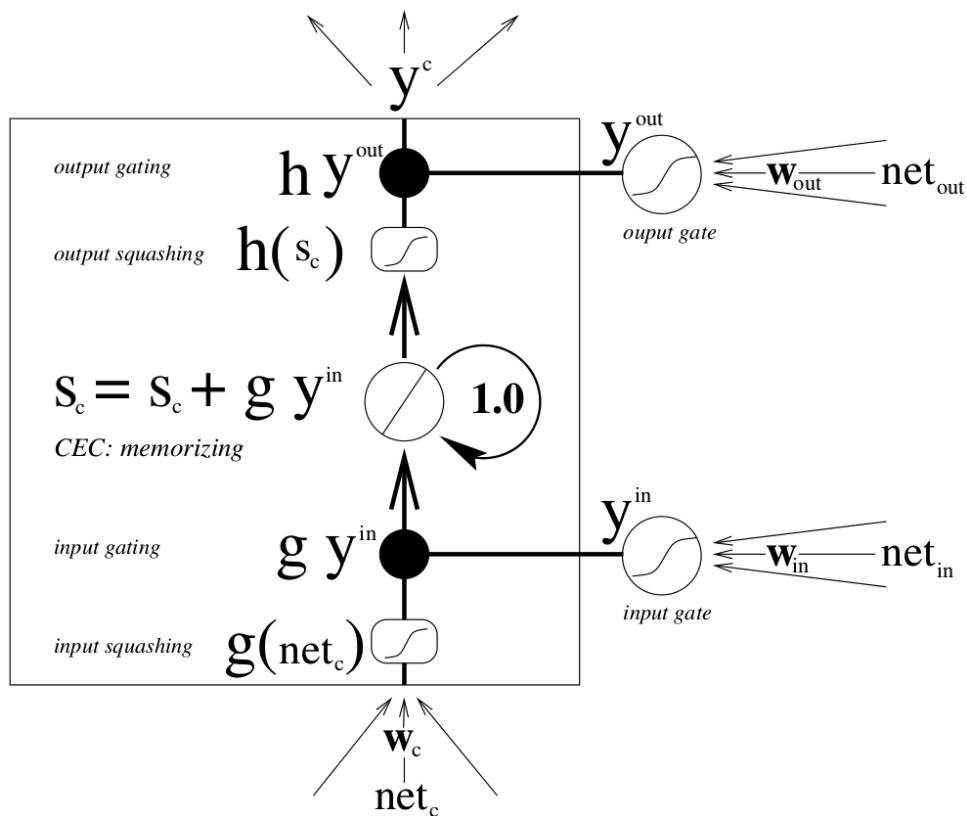 y^c
y^out
output gating
h y^out
w_out
net_out
ouput gate
output squashing
h(s_c)
s_c = s_c + g y^in
1.0
CEC: memorizing
y^in
input gating
g y^in
w_in
net_in
input gate
input squashing
g(net_c)
w_c
net_c